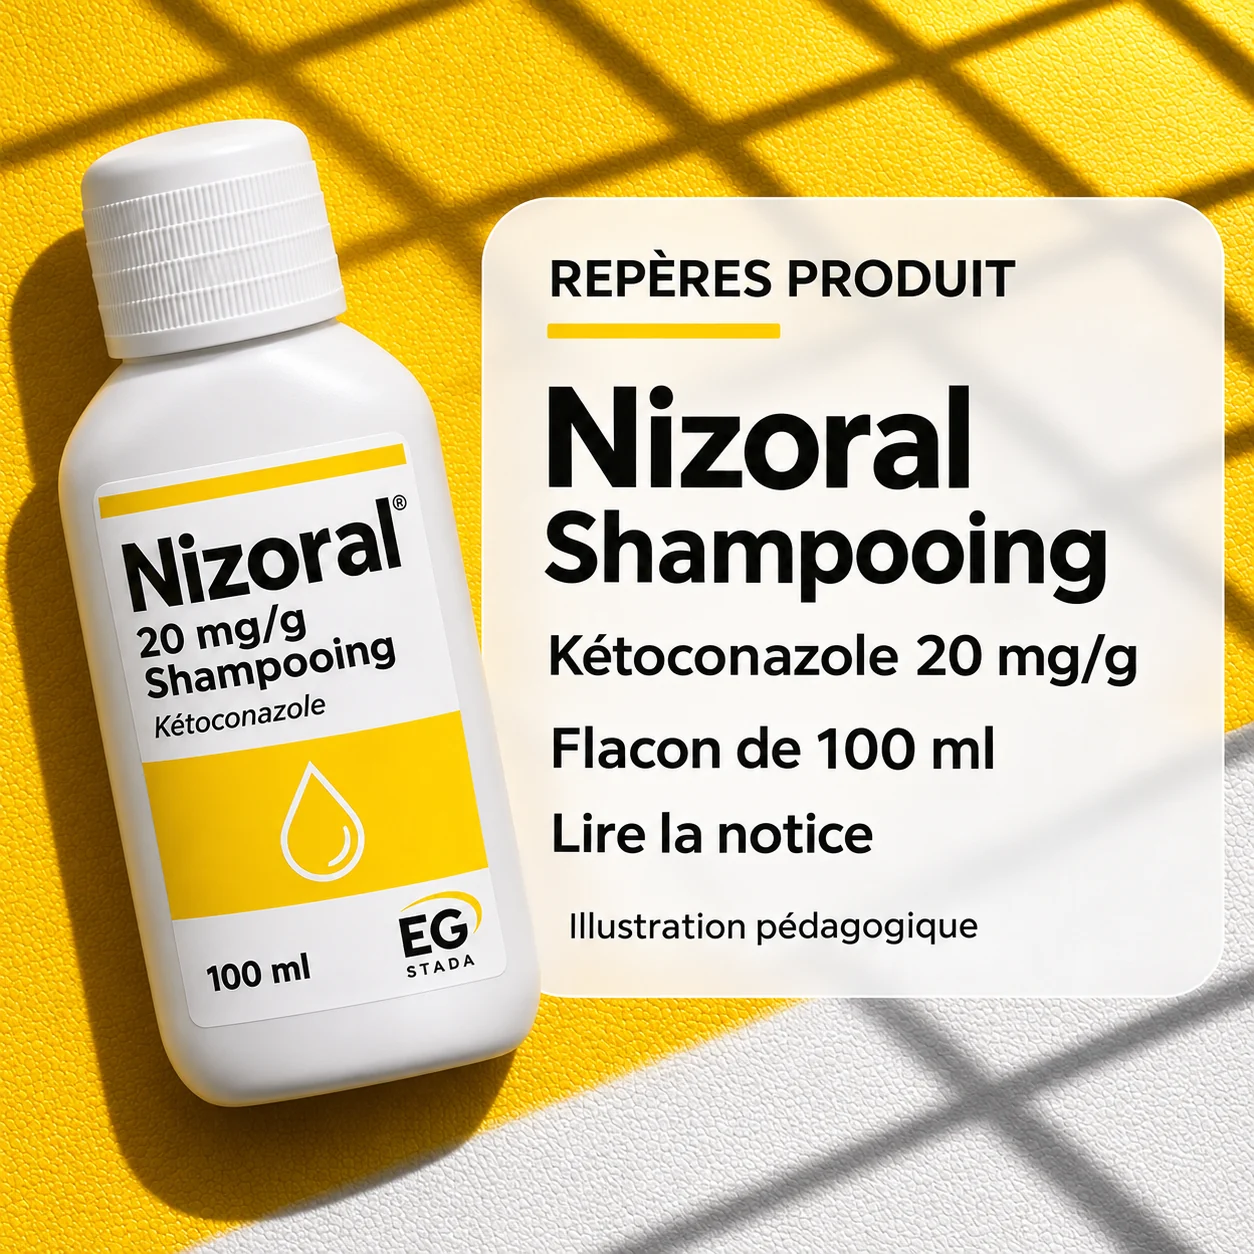 Nizoral®
20 mg/g
Shampooing
Kétoconazole
100 ml
EG
STADA
REPÈRES PRODUIT
Nizoral
Shampooing
Kétoconazole 20 mg/g
Flacon de 100 ml
Lire la notice
Illustration pédagogique